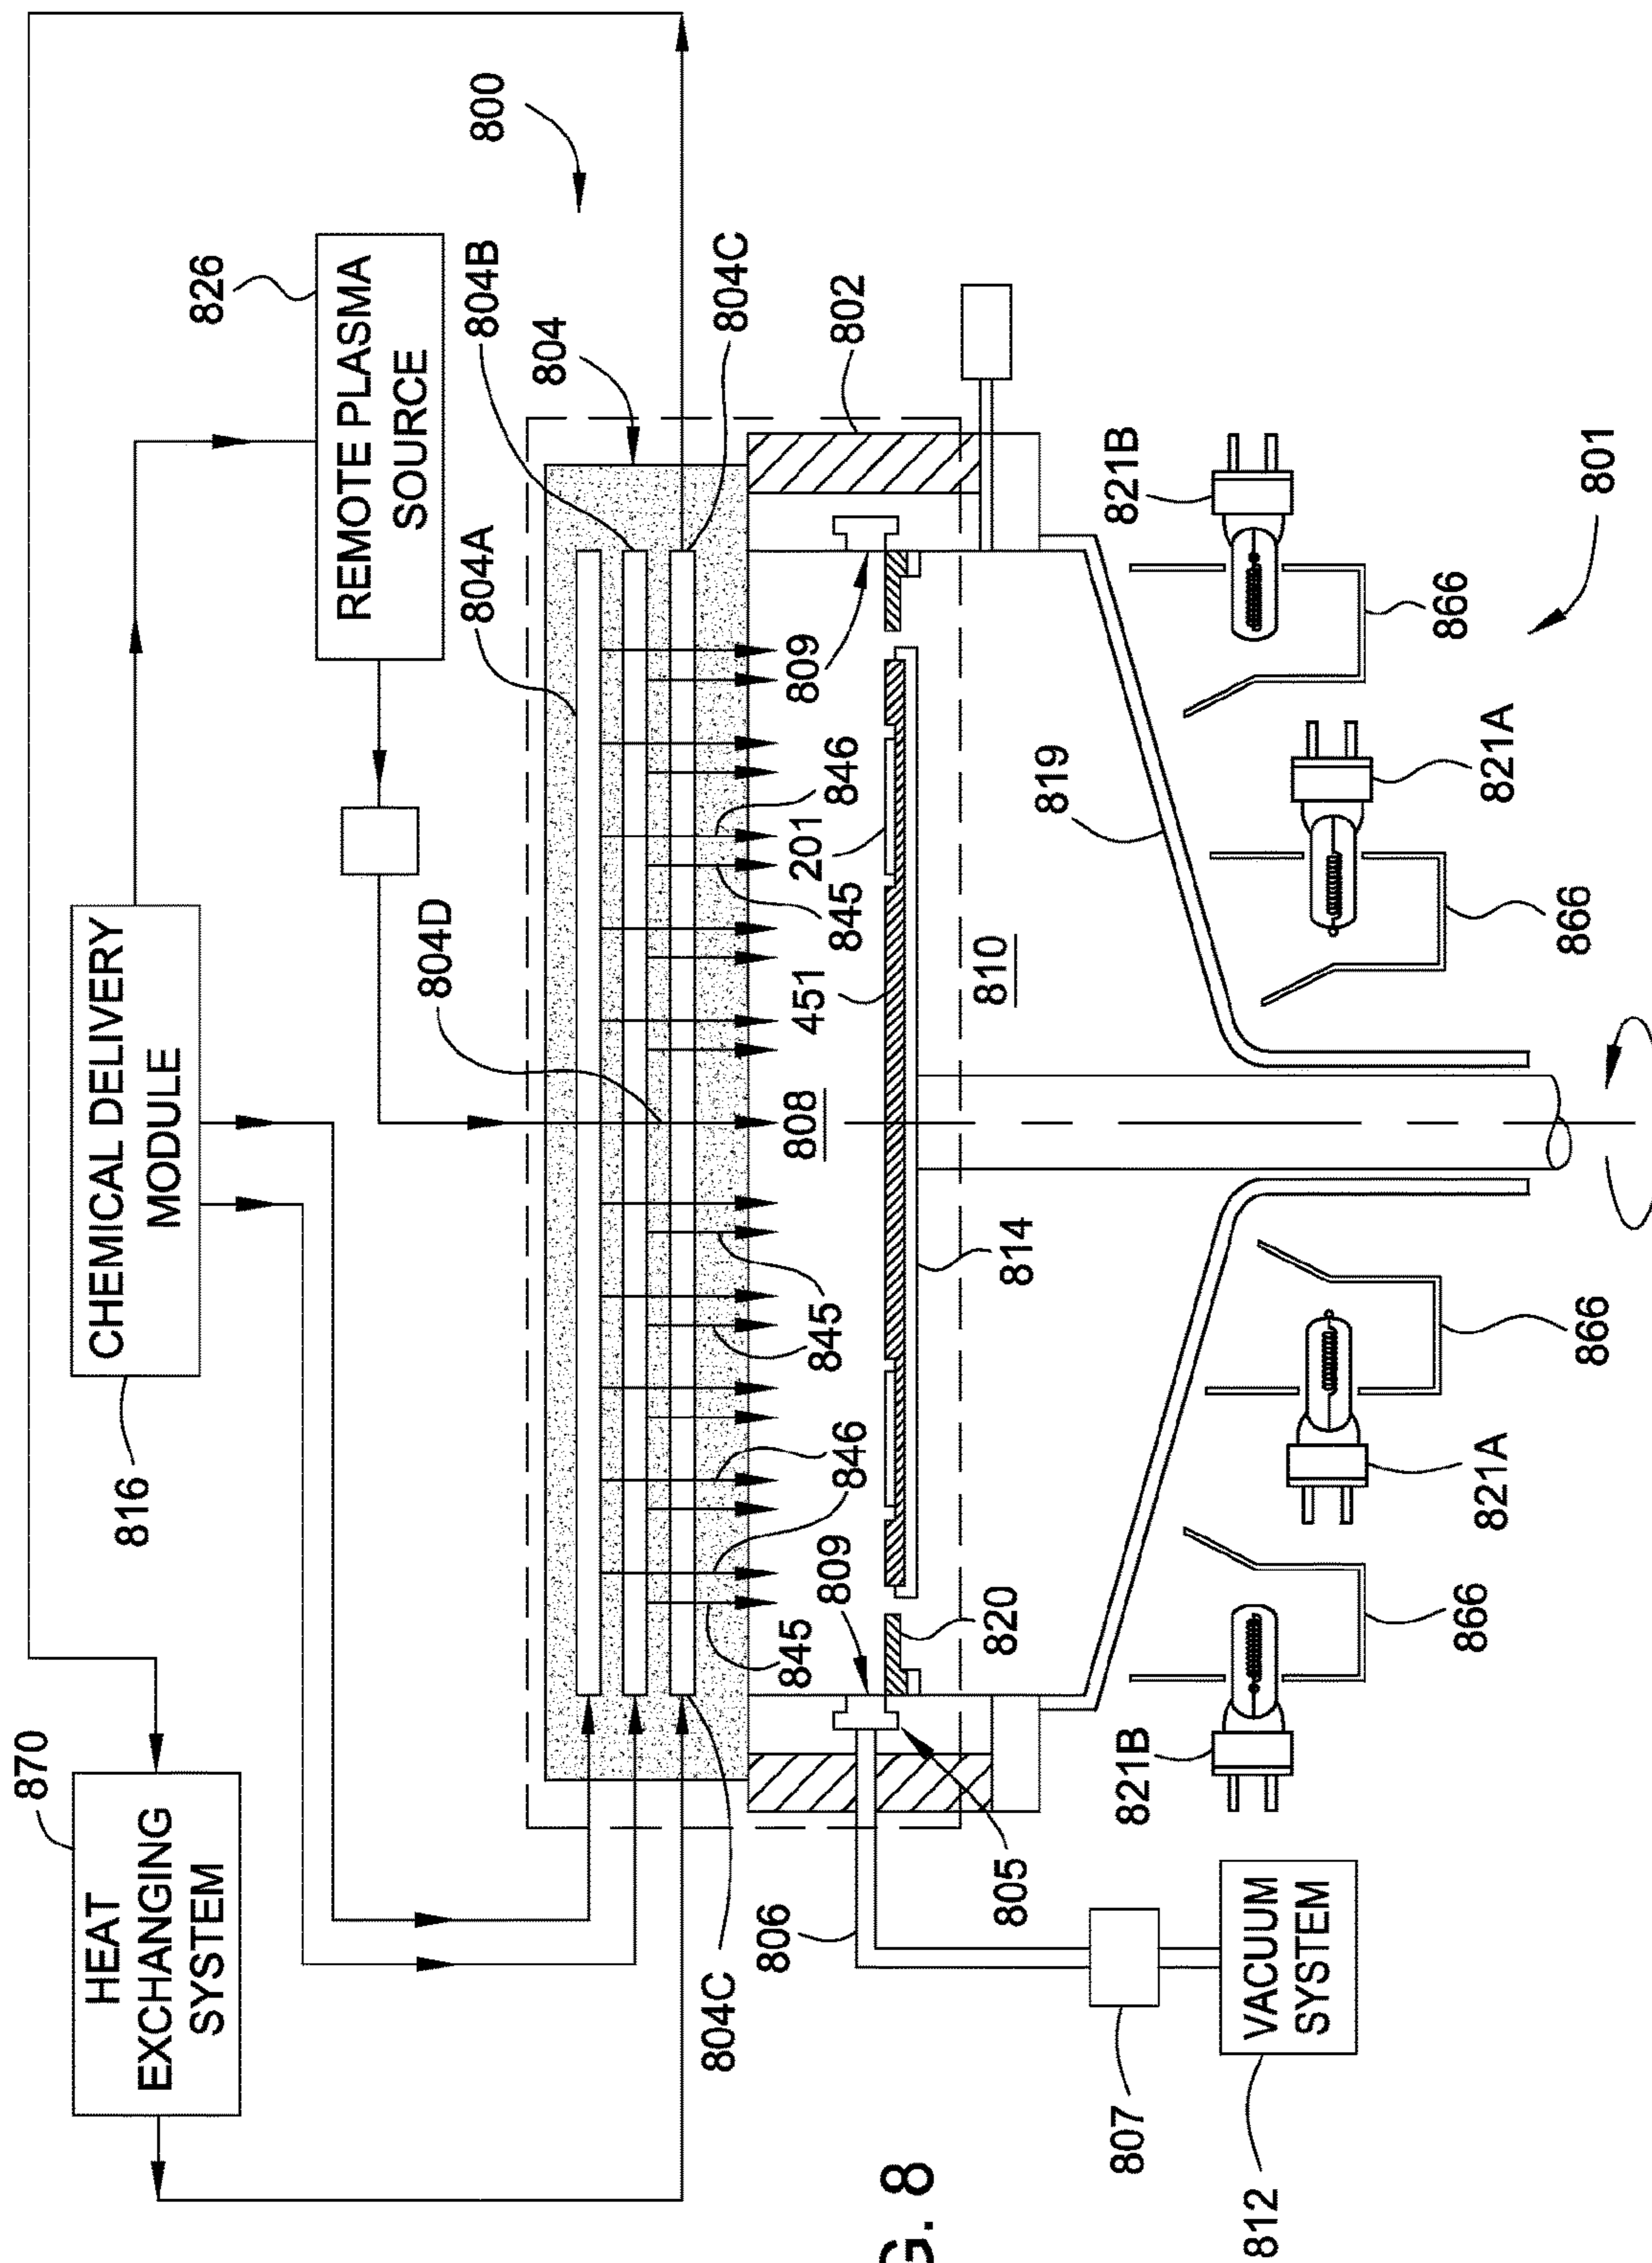 870
HEAT
EXCHANGING
SYSTEM
816
CHEMICAL DELIVERY
MODULE
826
REMOTE PLASMA
SOURCE
804D
804A
804B
800
804
804C
804C
806
845
809
845
846
808
845
846
201
451
809
802
G. 8
805
820
814
810
819
807
821B
821A
821A
821B
812
VACUUM
SYSTEM
866
866
866
866
801